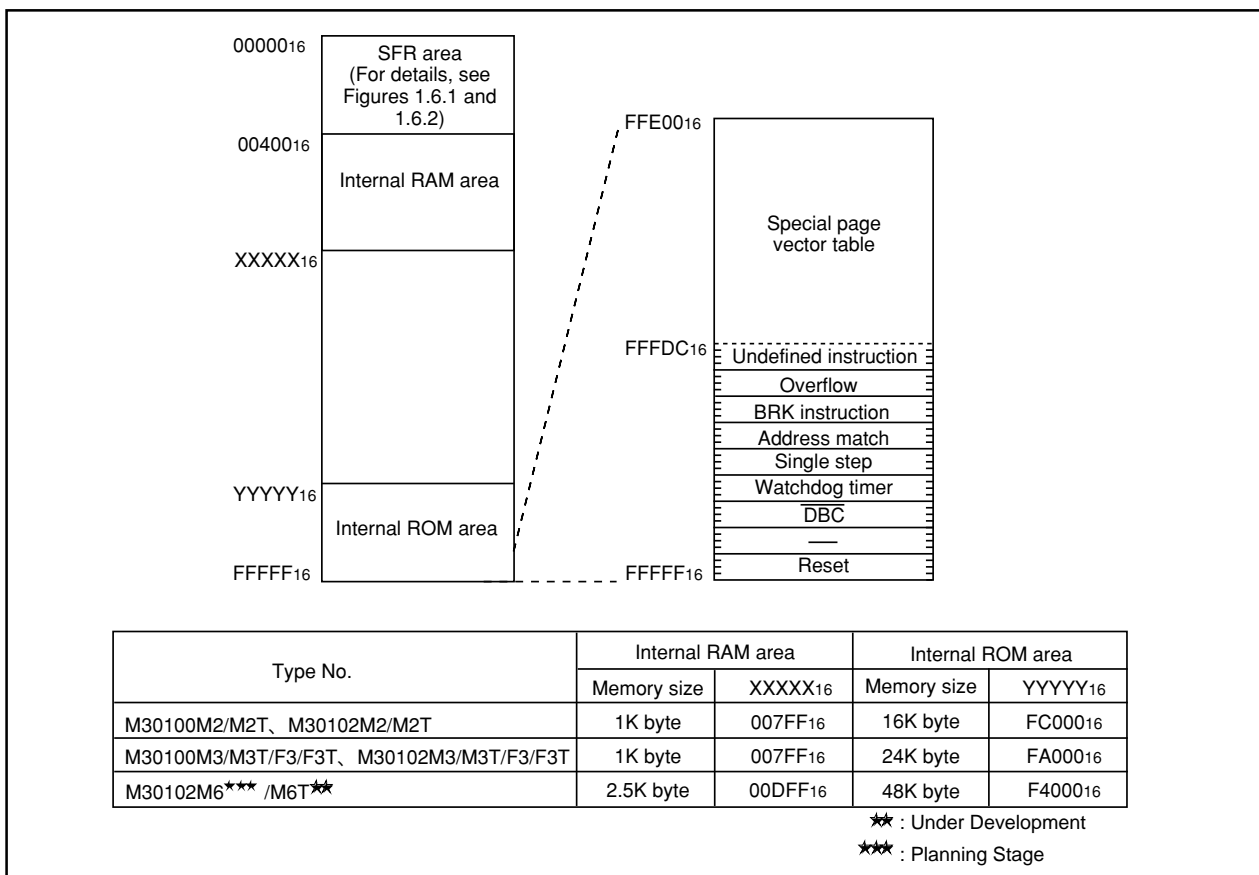 0000016
SFR area
(For details, see
Figures 1.6.1 and
1.6.2)
0040016
Internal RAM area
XXXXX16
YYYYY16
Internal ROM area
FFFFF16
FFE0016
Special page
vector table
FFFDC16
Undefined instruction
Overflow
BRK instruction
Address match
Single step
Watchdog timer
DBC
—
Reset
FFFFF16
Type No. Internal RAM area Internal ROM area
Memory size XXXXX16 Memory size YYYYY16
M30100M2/M2T、M30102M2/M2T 1K byte 007FF16 16K byte FC00016
M30100M3/M3T/F3/F3T、M30102M3/M3T/F3/F3T 1K byte 007FF16 24K byte FA00016
M30102M6★★★ /M6T★★ 2.5K byte 00DFF16 48K byte F400016
★★ : Under Development
★★★ : Planning Stage